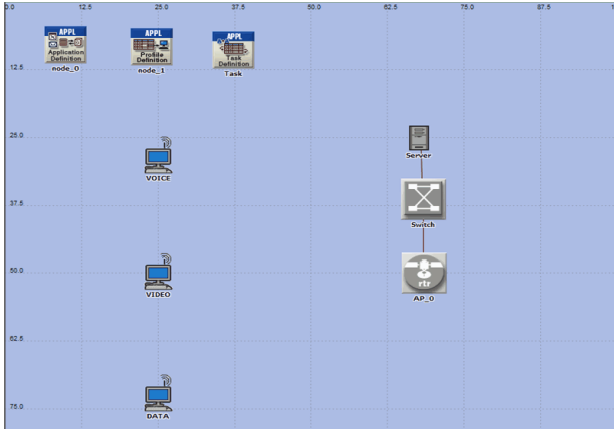 0.0 12.5 25.0 37.5 50.0 62.5 75.0 87.5
APPL APPL APPL
Application Definition
Profile Definition
Task Definition
node_0 node_1 Task
12.5
25.0
Server
VOICE
37.5
Switch
50.0
rtr
VIDEO AP_0
62.5
75.0
DATA